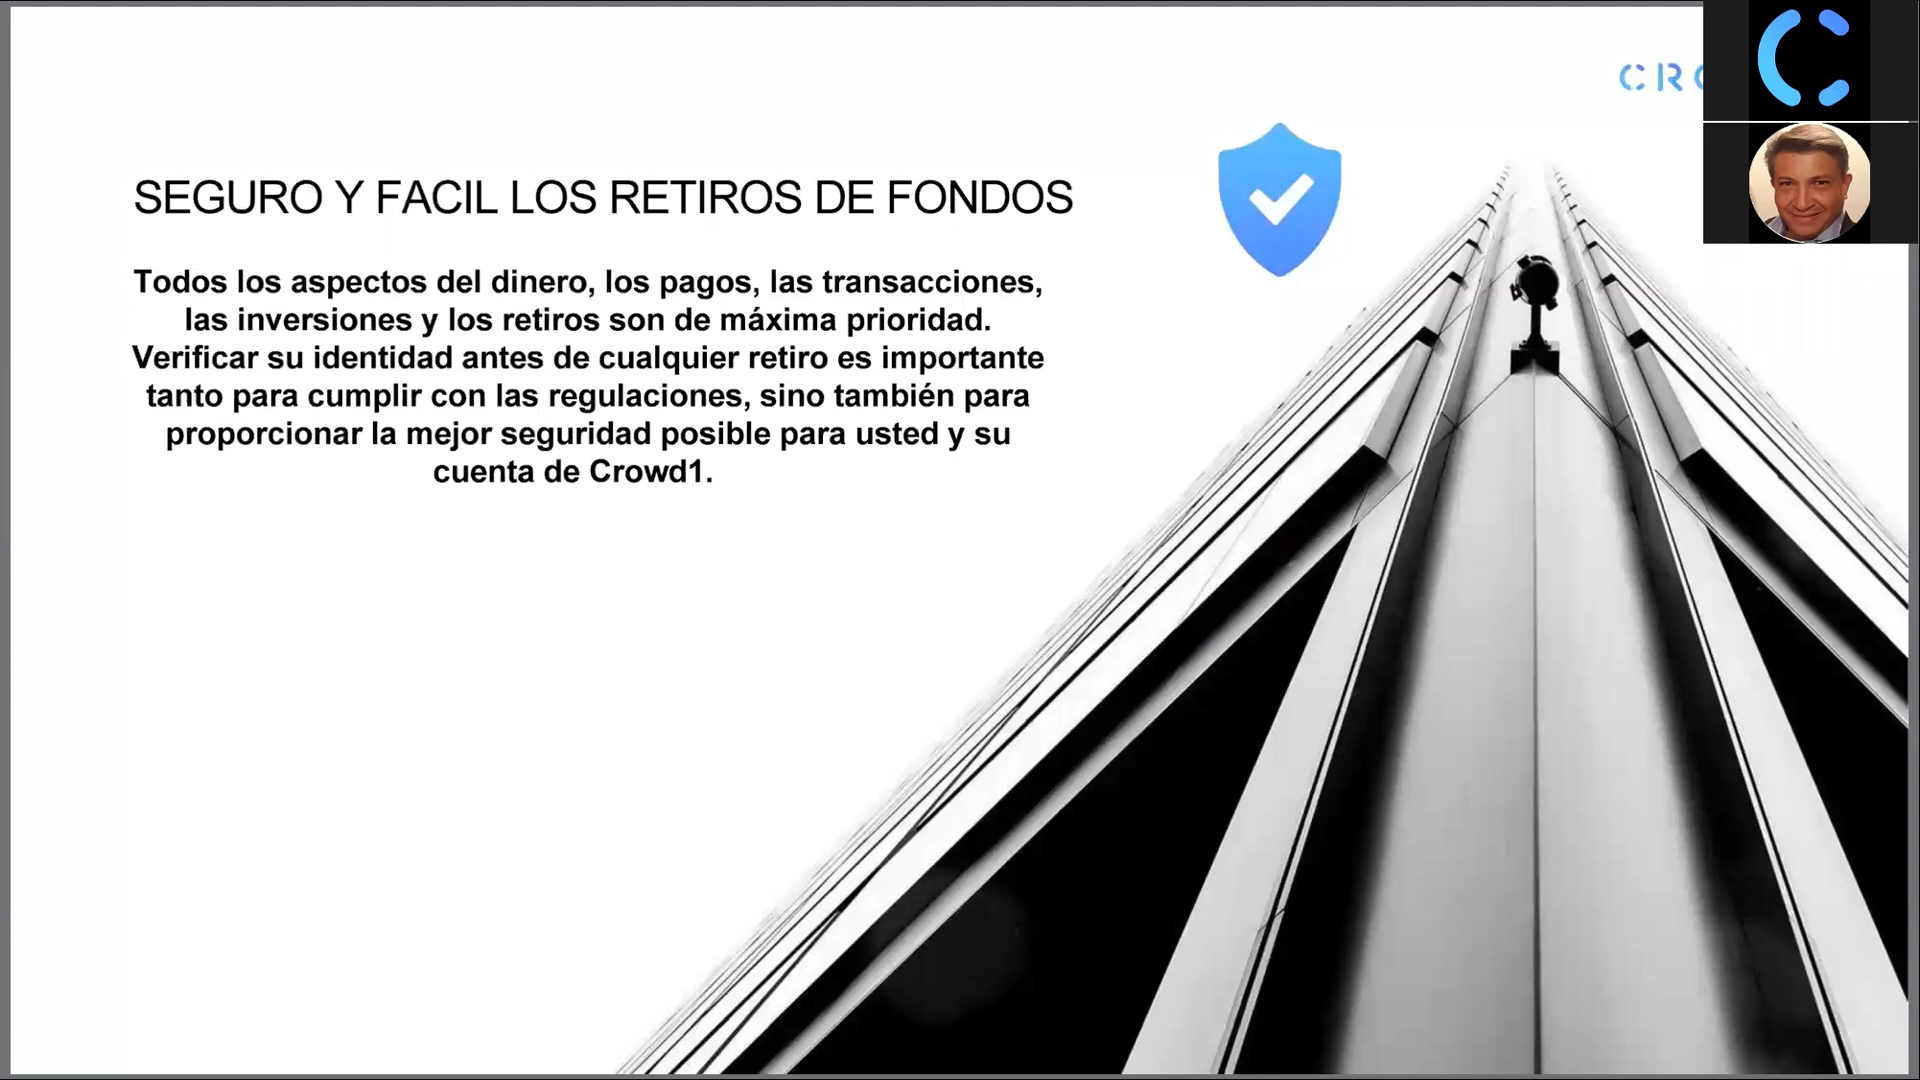 CRO
SEGURO Y FACIL LOS RETIROS DE FONDOS
Todos los aspectos del dinero, los pagos, las transacciones,
las inversiones y los retiros son de máxima prioridad.
Verificar su identidad antes de cualquier retiro es importante
tanto para cumplir con las regulaciones, sino también para
proporcionar la mejor seguridad posible para usted y su
cuenta de Crowd1.